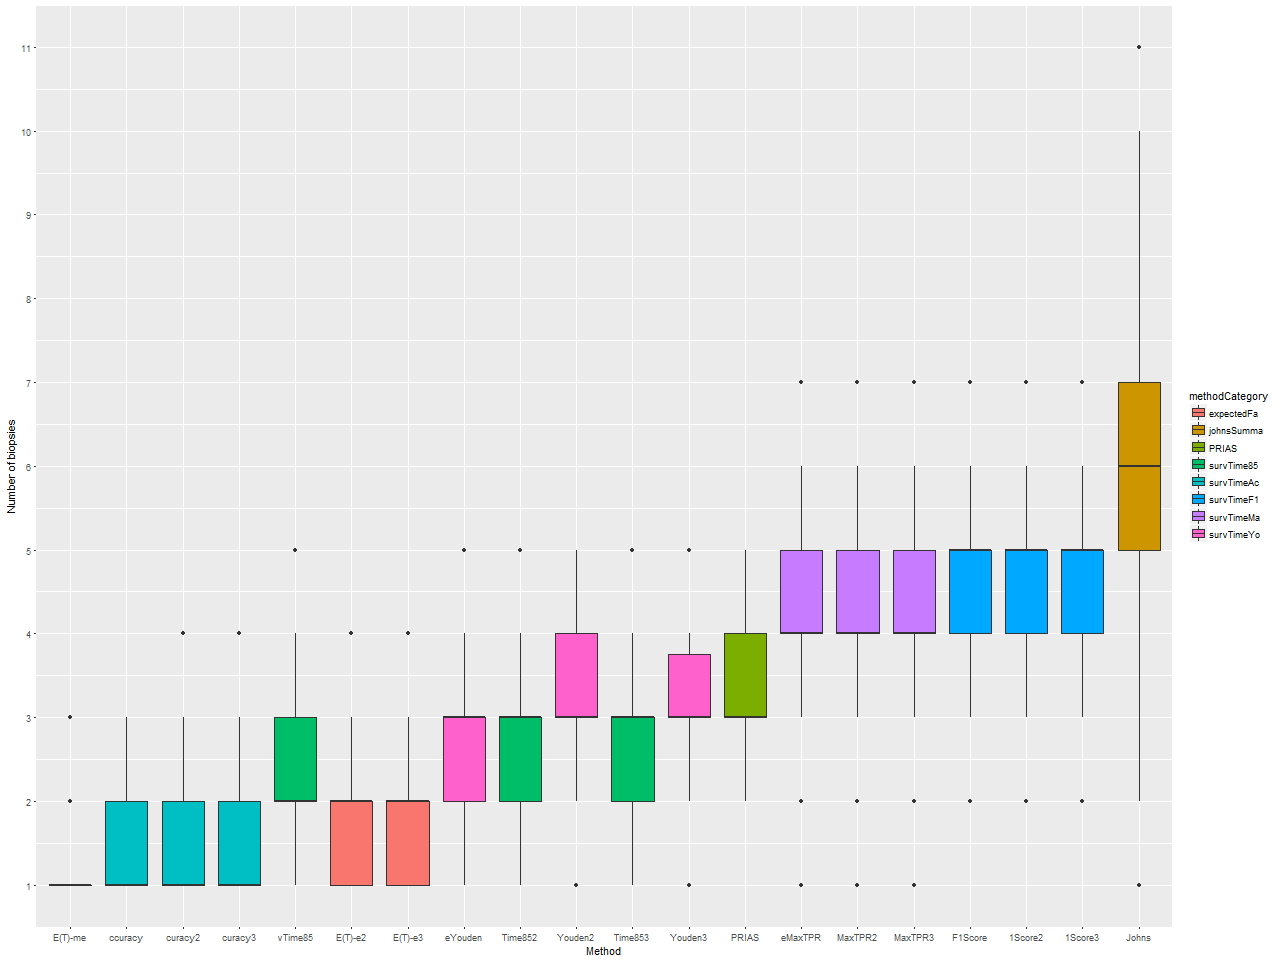 11
10
9
8
7
6
5
4
3
2
1
Number of biopsies
E(T)-me ccuracy curacy2 curacy3 vTime85 E(T)-e2 E(T)-e3 eYouden Time852 Youden2 Time853 Youden3 PRIAS eMaxTPR MaxTPR2 MaxTPR3 F1Score 1Score2 1Score3 Johns
Method
methodCategory
expectedFa
johnsSumma
PRIAS
survTime85
survTimeAc
survTimeF1
survTimeMa
survTimeYo